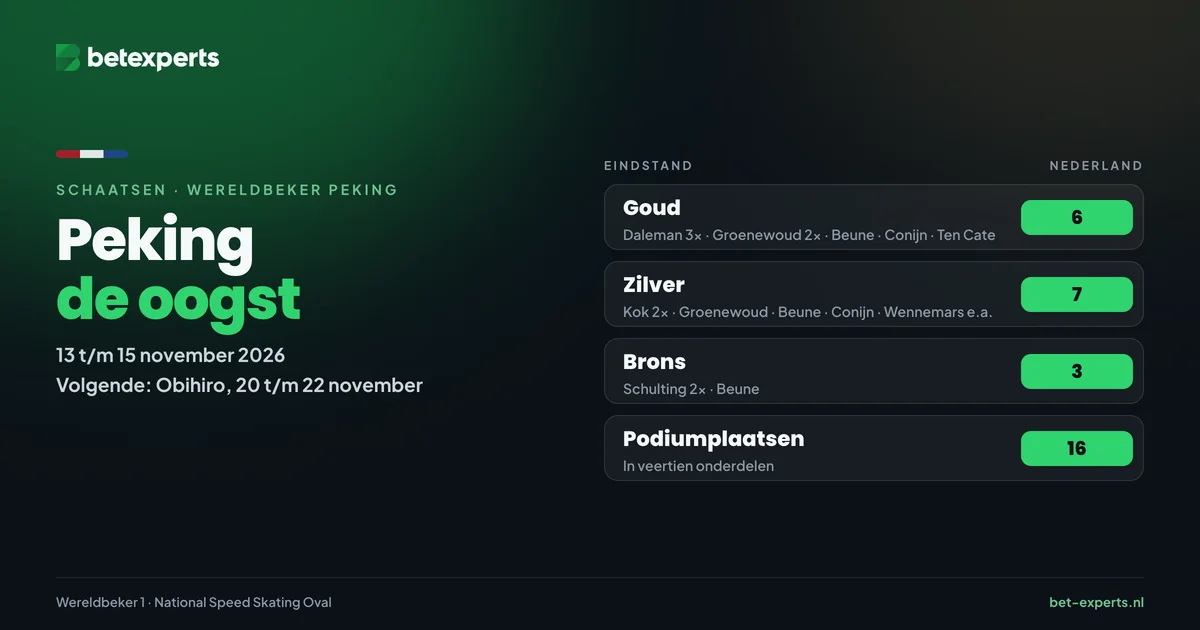 betexperts
SCHAATSEN · WERELDBEKER PEKING
Peking
de oogst
13 t/m 15 november 2026
Volgende: Obihiro, 20 t/m 22 november
EINDSTAND NEDERLAND
Goud 6
Daleman 3× · Groenewoud 2× · Beune · Conijn · Ten Cate
Zilver 7
Kok 2× · Groenewoud · Beune · Conijn · Wennemars e.a.
Brons 3
Schulting 2× · Beune
Podiumplaatsen 16
In veertien onderdelen
Wereldbeker 1 · National Speed Skating Oval
bet-experts.nl